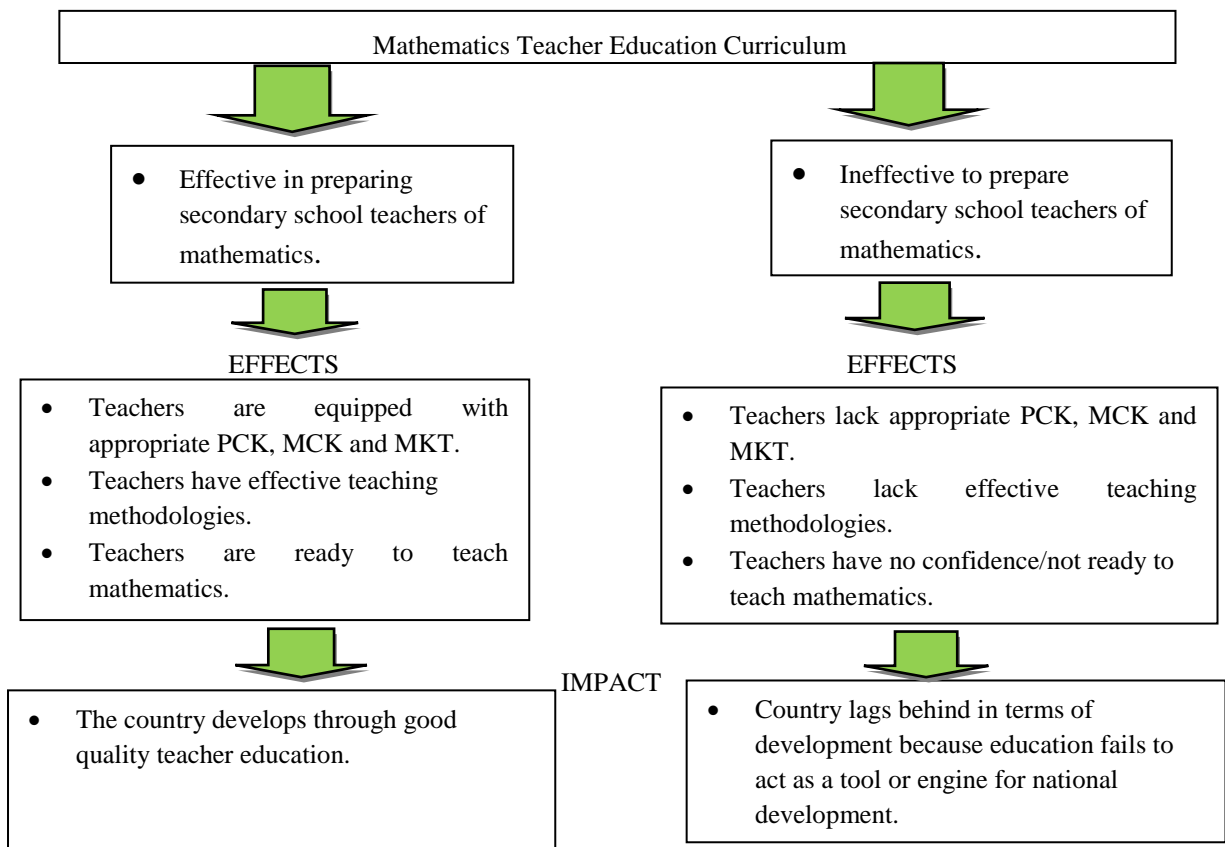 Mathematics Teacher Education Curriculum
• Effective in preparing
secondary school teachers of
mathematics.
• Ineffective to prepare
secondary school teachers of
mathematics.
EFFECTS
• Teachers are equipped with
appropriate PCK, MCK and MKT.
• Teachers have effective teaching
methodologies.
• Teachers are ready to teach
mathematics.
EFFECTS
• Teachers lack appropriate PCK, MCK and
MKT.
• Teachers lack effective teaching
methodologies.
• Teachers have no confidence/not ready to
teach mathematics.
IMPACT
• The country develops through good
quality teacher education.
• Country lags behind in terms of
development because education fails to
act as a tool or engine for national
development.